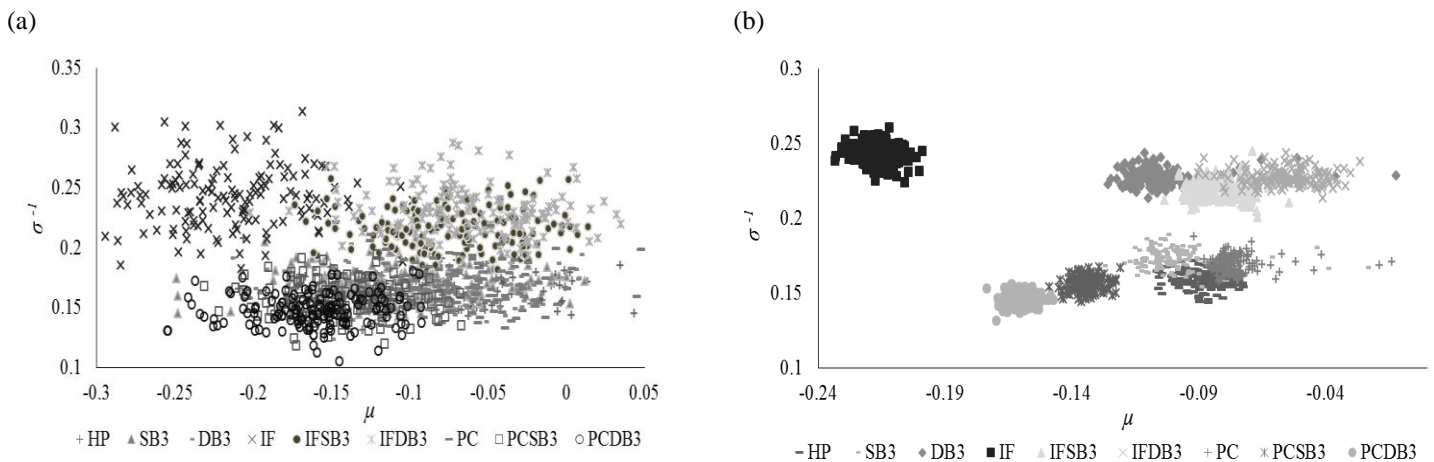 (a)
(b)
0.35
0.3
0.25
0.2
0.15
0.1
σ⁻¹
-0.3 -0.25 -0.2 -0.15 -0.1 -0.05 0 0.05
μ
HP SB3 DB3 IF IFSB3 IFDB3 PC PCSB3 PCDB3
0.3
0.25
0.2
0.15
0.1
σ⁻¹
-0.24 -0.19 -0.14 -0.09 -0.04
μ
HP SB3 DB3 IF IFSB3 IFDB3 PC PCSB3 PCDB3